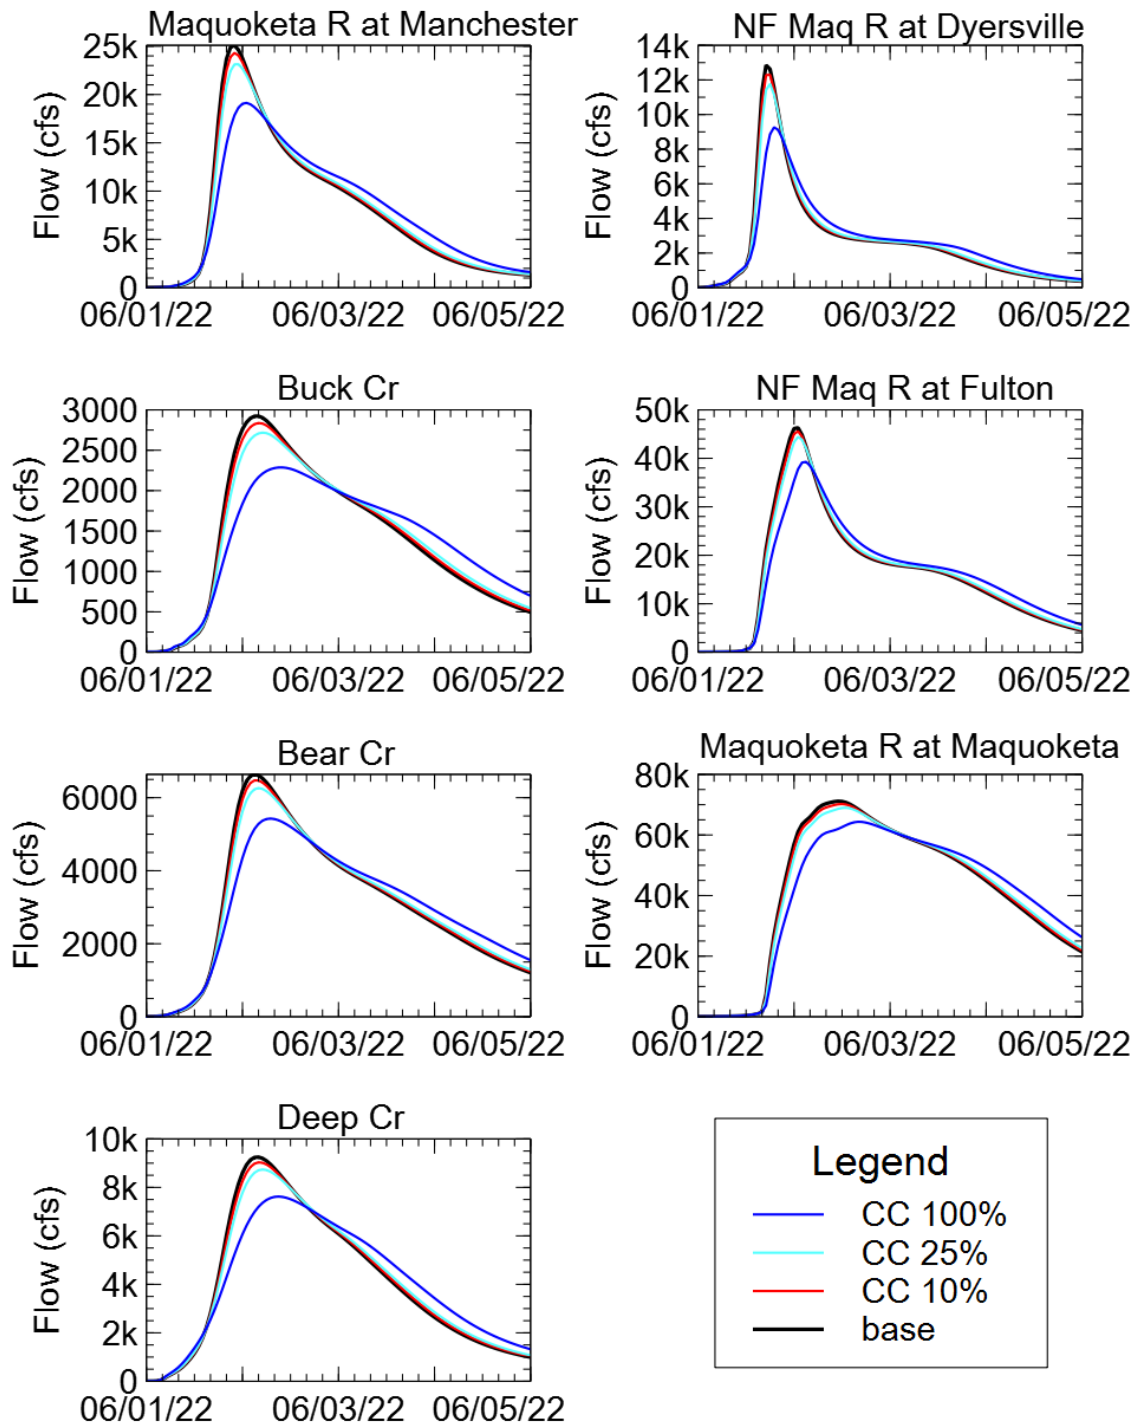 Maquoketa R at Manchester
Flow (cfs)
25k
20k
15k
10k
5k
0
06/01/22 06/03/22 06/05/22
NF Maq R at Dyersville
Flow (cfs)
14k
12k
10k
8k
6k
4k
2k
0
06/01/22 06/03/22 06/05/22
Buck Cr
Flow (cfs)
3000
2500
2000
1500
1000
500
0
06/01/22 06/03/22 06/05/22
NF Maq R at Fulton
Flow (cfs)
50k
40k
30k
20k
10k
0
06/01/22 06/03/22 06/05/22
Bear Cr
Flow (cfs)
6000
4000
2000
0
06/01/22 06/03/22 06/05/22
Maquoketa R at Maquoketa
Flow (cfs)
80k
60k
40k
20k
0
06/01/22 06/03/22 06/05/22
Deep Cr
Flow (cfs)
10k
8k
6k
4k
2k
0
06/01/22 06/03/22 06/05/22
Legend
CC 100%
CC 25%
CC 10%
base